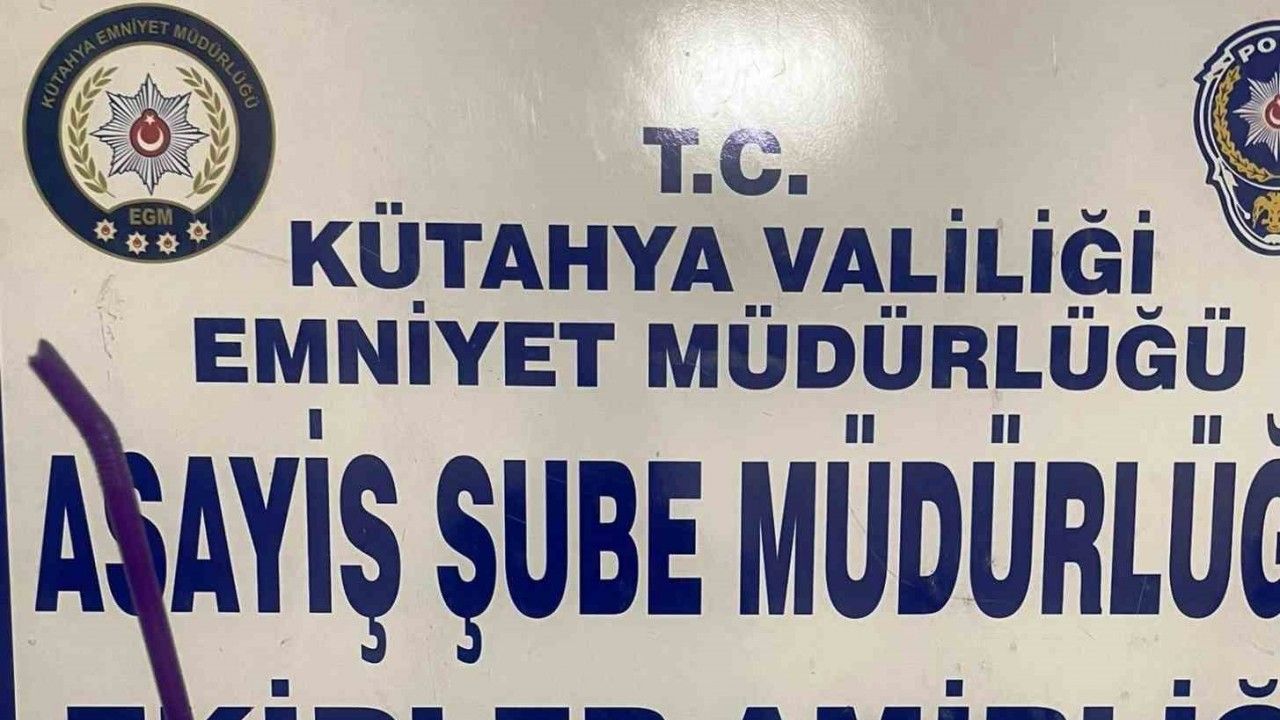 KÜTAHYA EMNİYET MÜDÜRLÜĞÜ
EGM
T.C.
KÜTAHYA VALİLİĞİ
EMNİYET MÜDÜRLÜĞÜ
ASAYİŞ ŞUBE MÜDÜRLÜĞ